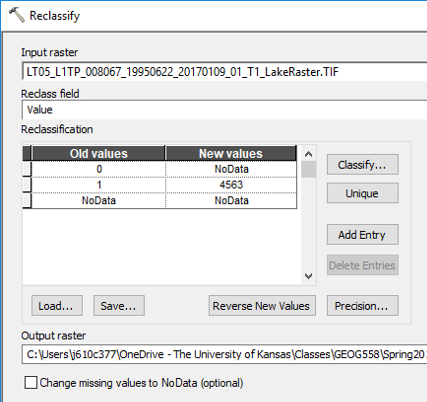 Reclassify
Input raster
LT05_L1TP_008067_19950622_20170109_01_T1_LakeRaster.TIF
Reclass field
Value
Reclassification
Old values New values
0 NoData
1 4563
NoData NoData
Classify...
Unique
Add Entry
Delete Entries
Load... Save... Reverse New Values Precision...
Output raster
C:\Users\j610c377\OneDrive - The University of Kansas\Classes\GEOG558\Spring201
Change missing values to NoData (optional)